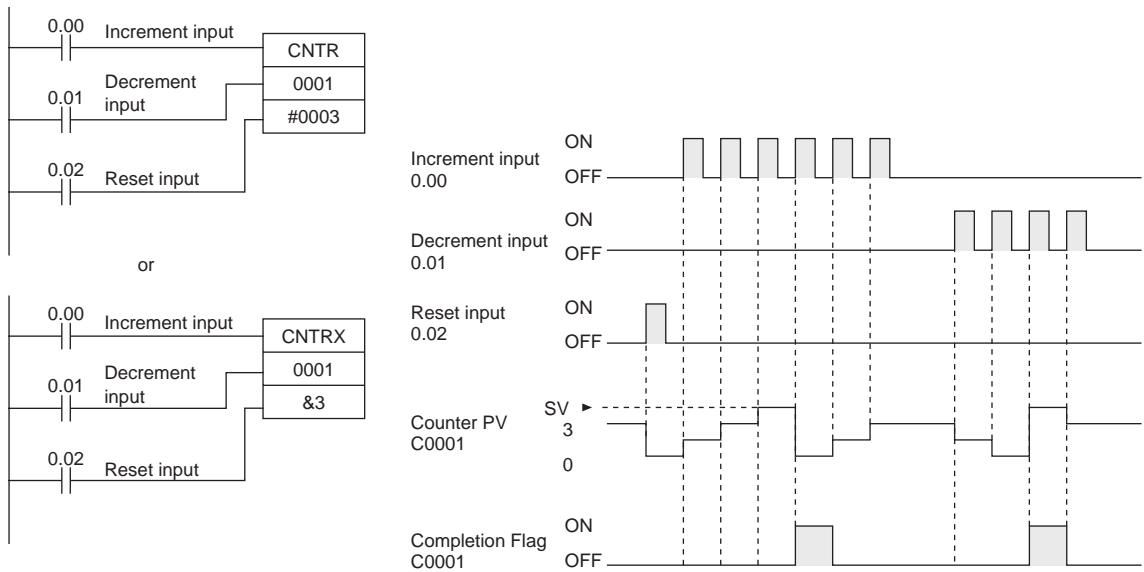 0.00
Increment input
CNTR
0001
#0003
0.01
Decrement
input
0.02
Reset input
or
0.00
Increment input
CNTRX
0001
&3
0.01
Decrement
input
0.02
Reset input
Increment input
0.00
ON
OFF
Decrement input
0.01
ON
OFF
Reset input
0.02
ON
OFF
Counter PV
C0001
SV
3
0
Completion Flag
C0001
ON
OFF